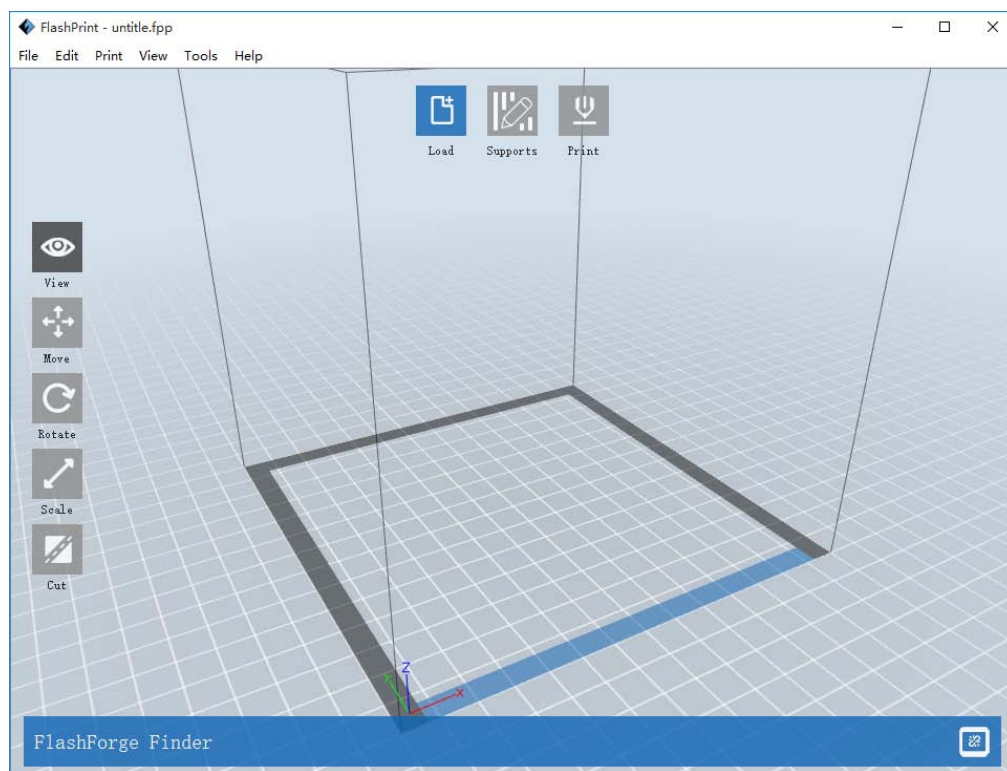 FlashPrint - untitle.fpp
File Edit Print View Tools Help
Load Supports Print
View
Move
Rotate
Scale
Cut
Z
Y
X
FlashForge Finder